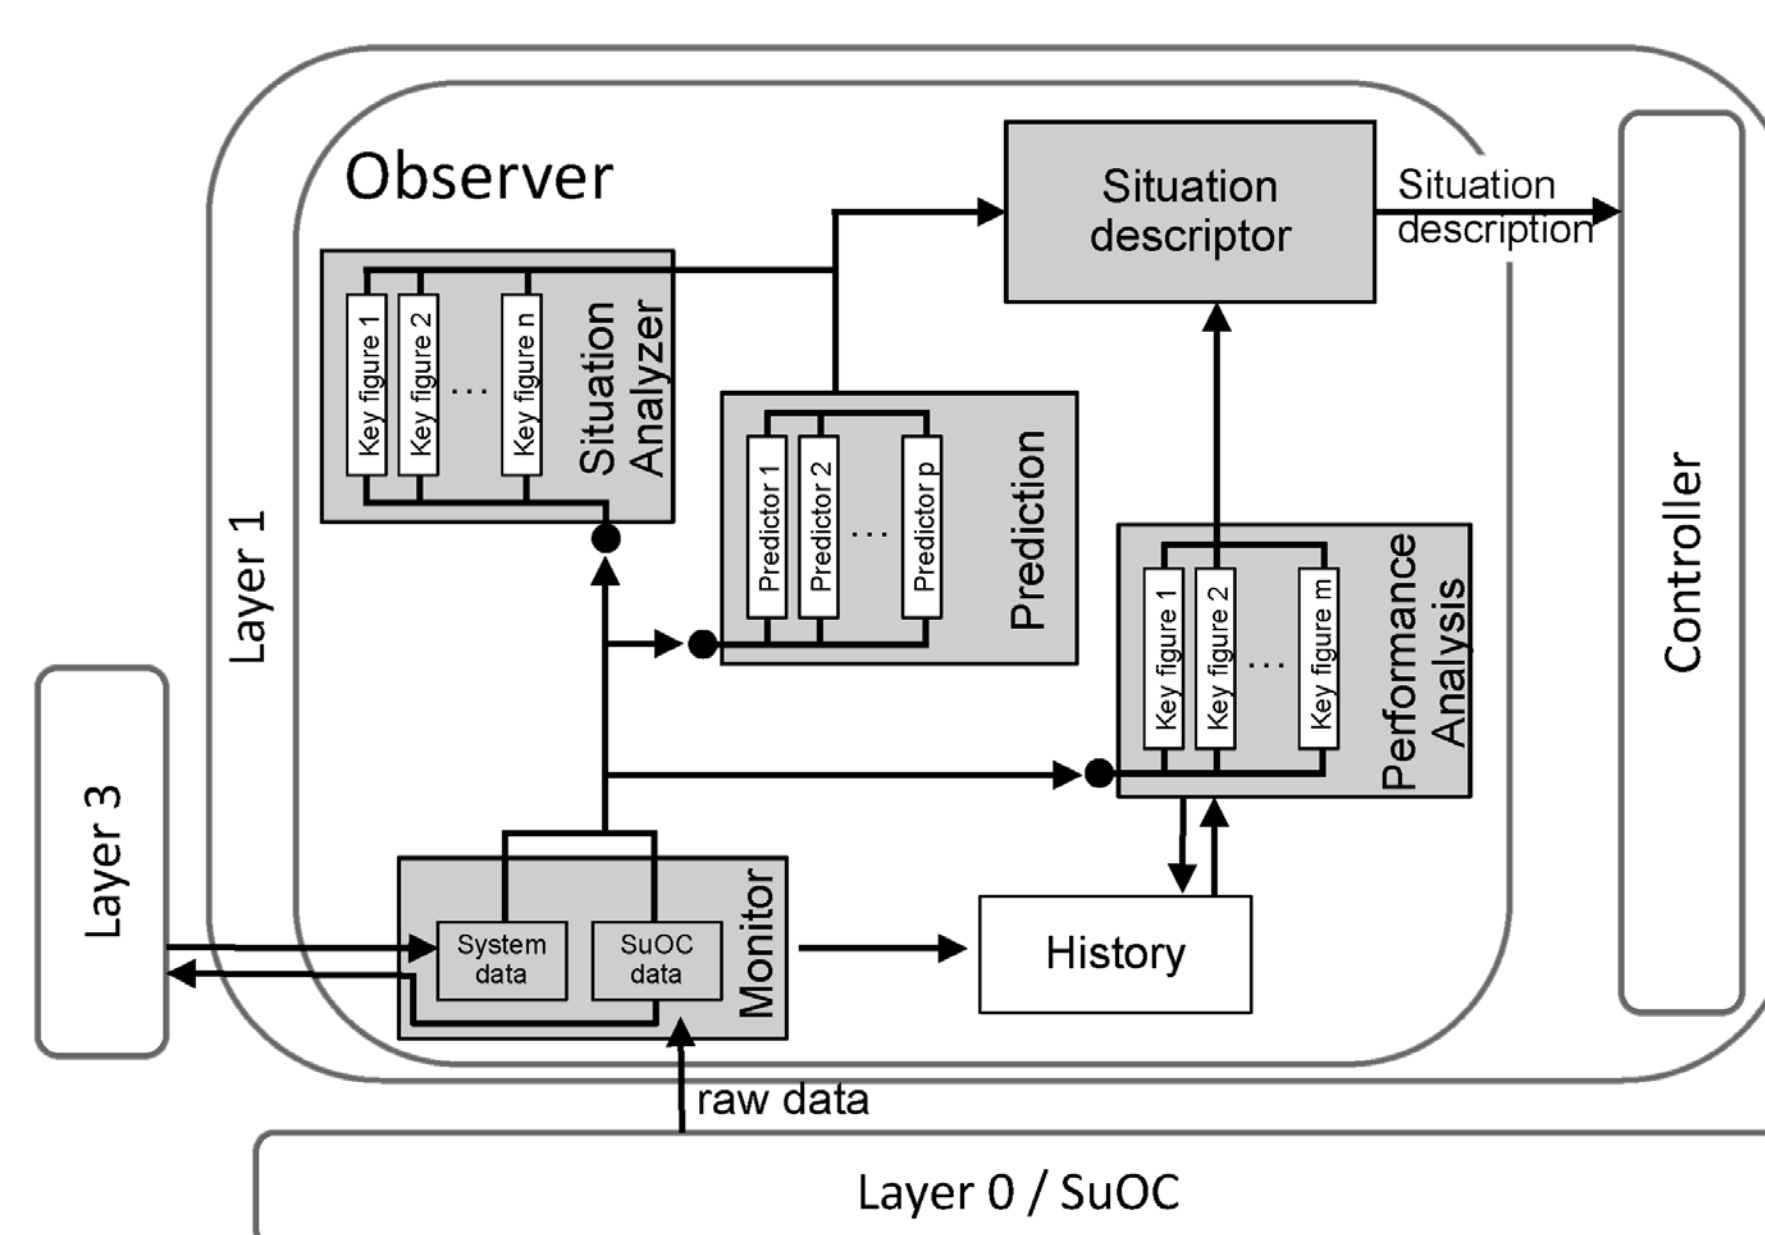 Observer
Situation
descriptor
Situation
description
Key figure 1
Key figure 2
...
Key figure n
Situation
Analyzer
Predictor 1
Predictor 2
...
Predictor p
Prediction
Key figure 1
Key figure 2
...
Key figure m
Performance
Analysis
Controller
Layer 1
Layer 3
System
data
SuOC
data
Monitor
History
raw data
Layer 0 / SuOC